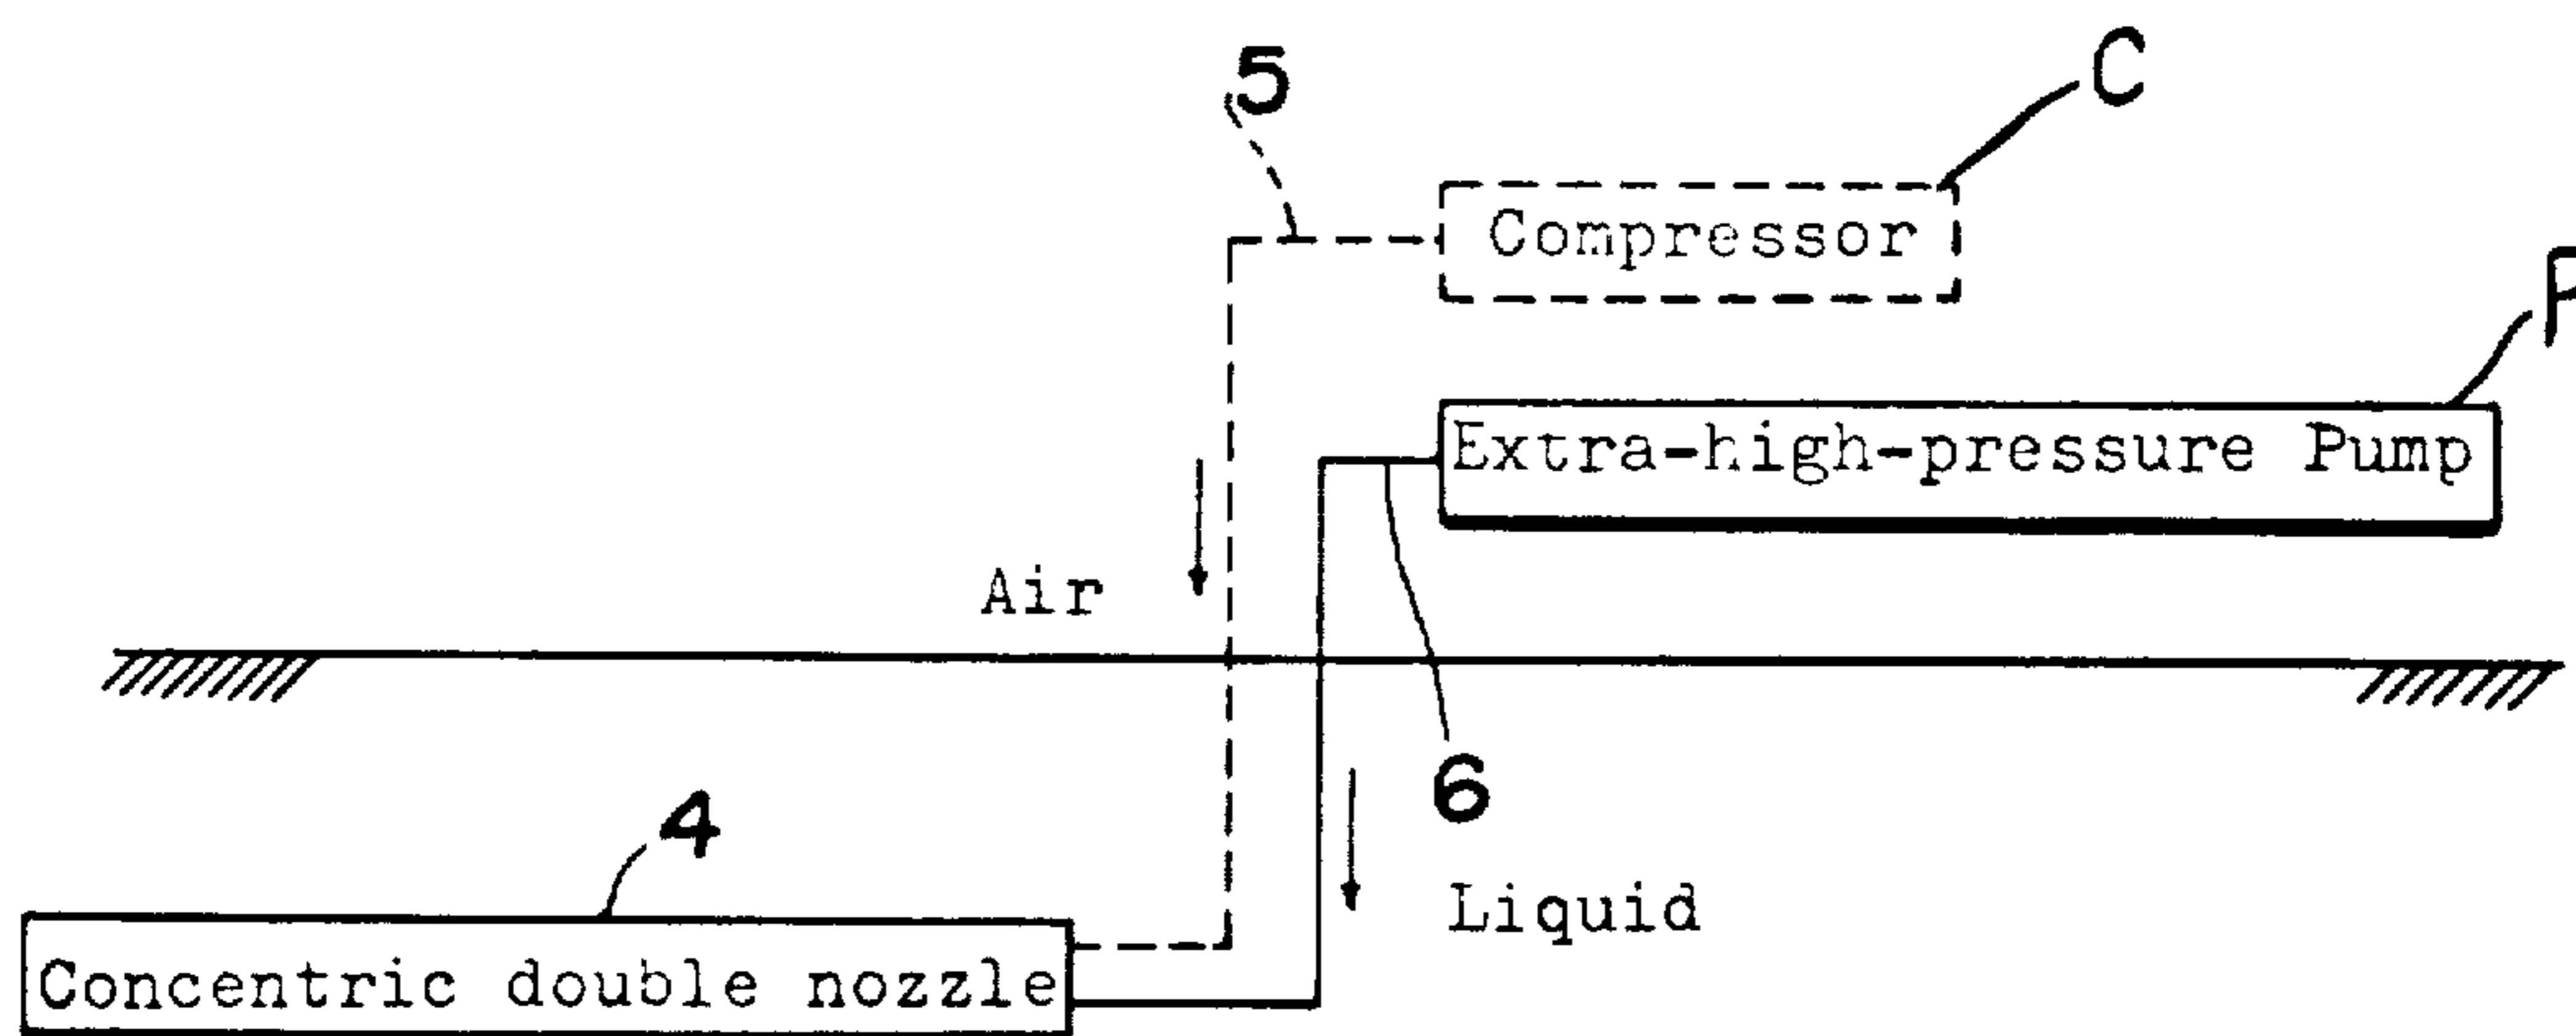 5
C
Compressor
P
Extra-high-pressure Pump
Air
6
4
Liquid
Concentric double nozzle